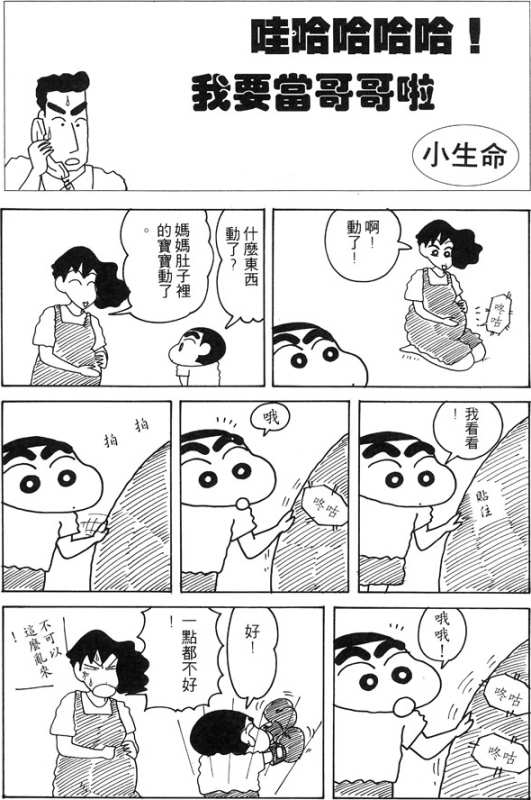 哇哈哈哈哈！
我要當哥哥啦
小生命
啊！
動了！
咚咕
什麼東西
動了？
媽媽肚子裡
的寶寶動了
。
我看看
！
貼注
哦
咚咕
拍
拍
哦哦！
咚咕
咚咕
好！
一點都不好
！
不可以
這麼亂來
！